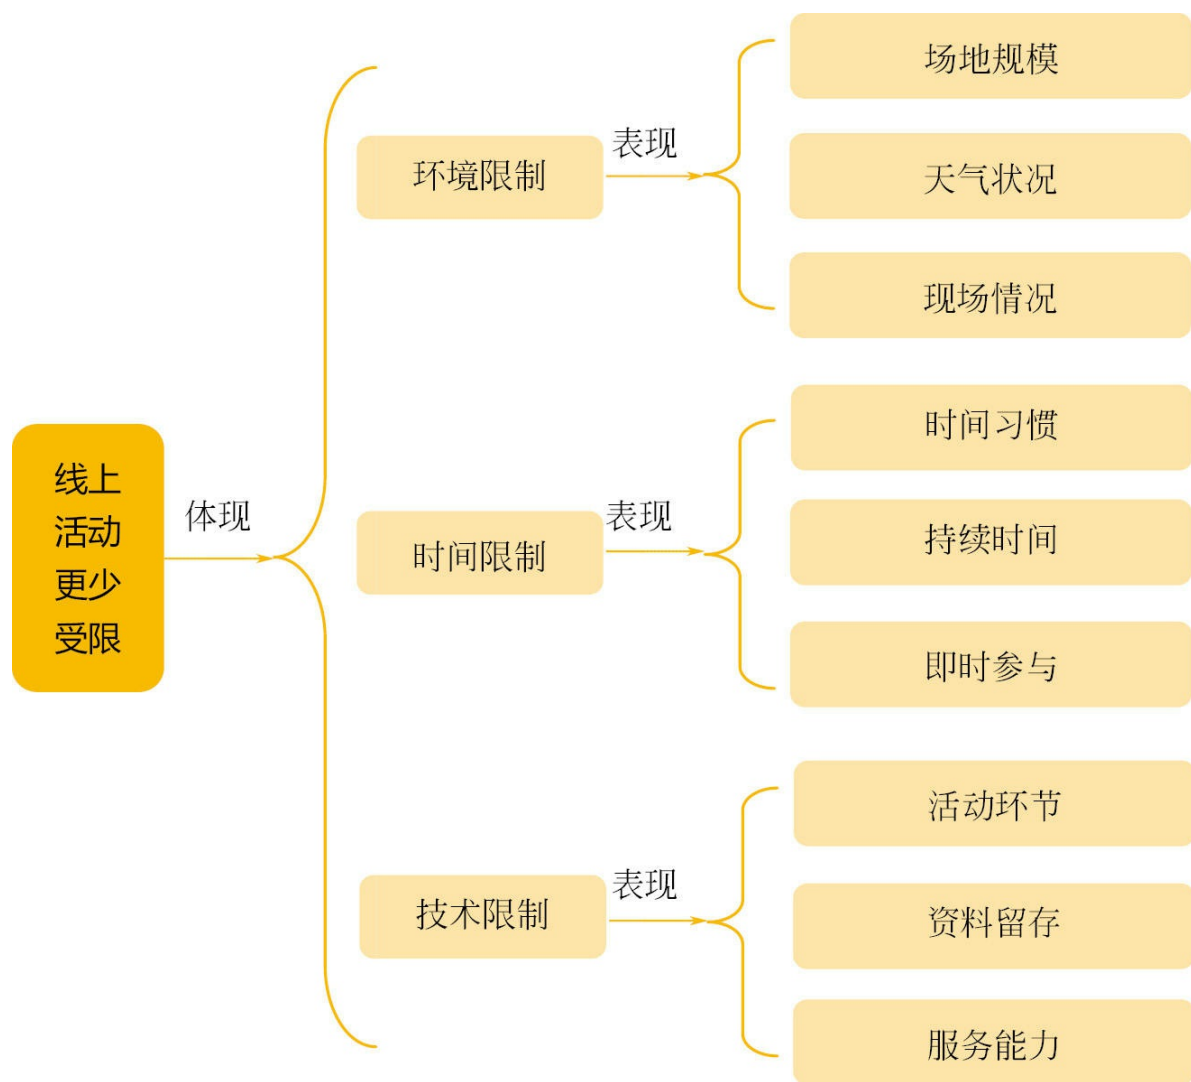 线上
活动
更少
受限
体现
环境限制
表现
场地规模
天气状况
现场情况
时间限制
表现
时间习惯
持续时间
即时参与
技术限制
表现
活动环节
资料留存
服务能力